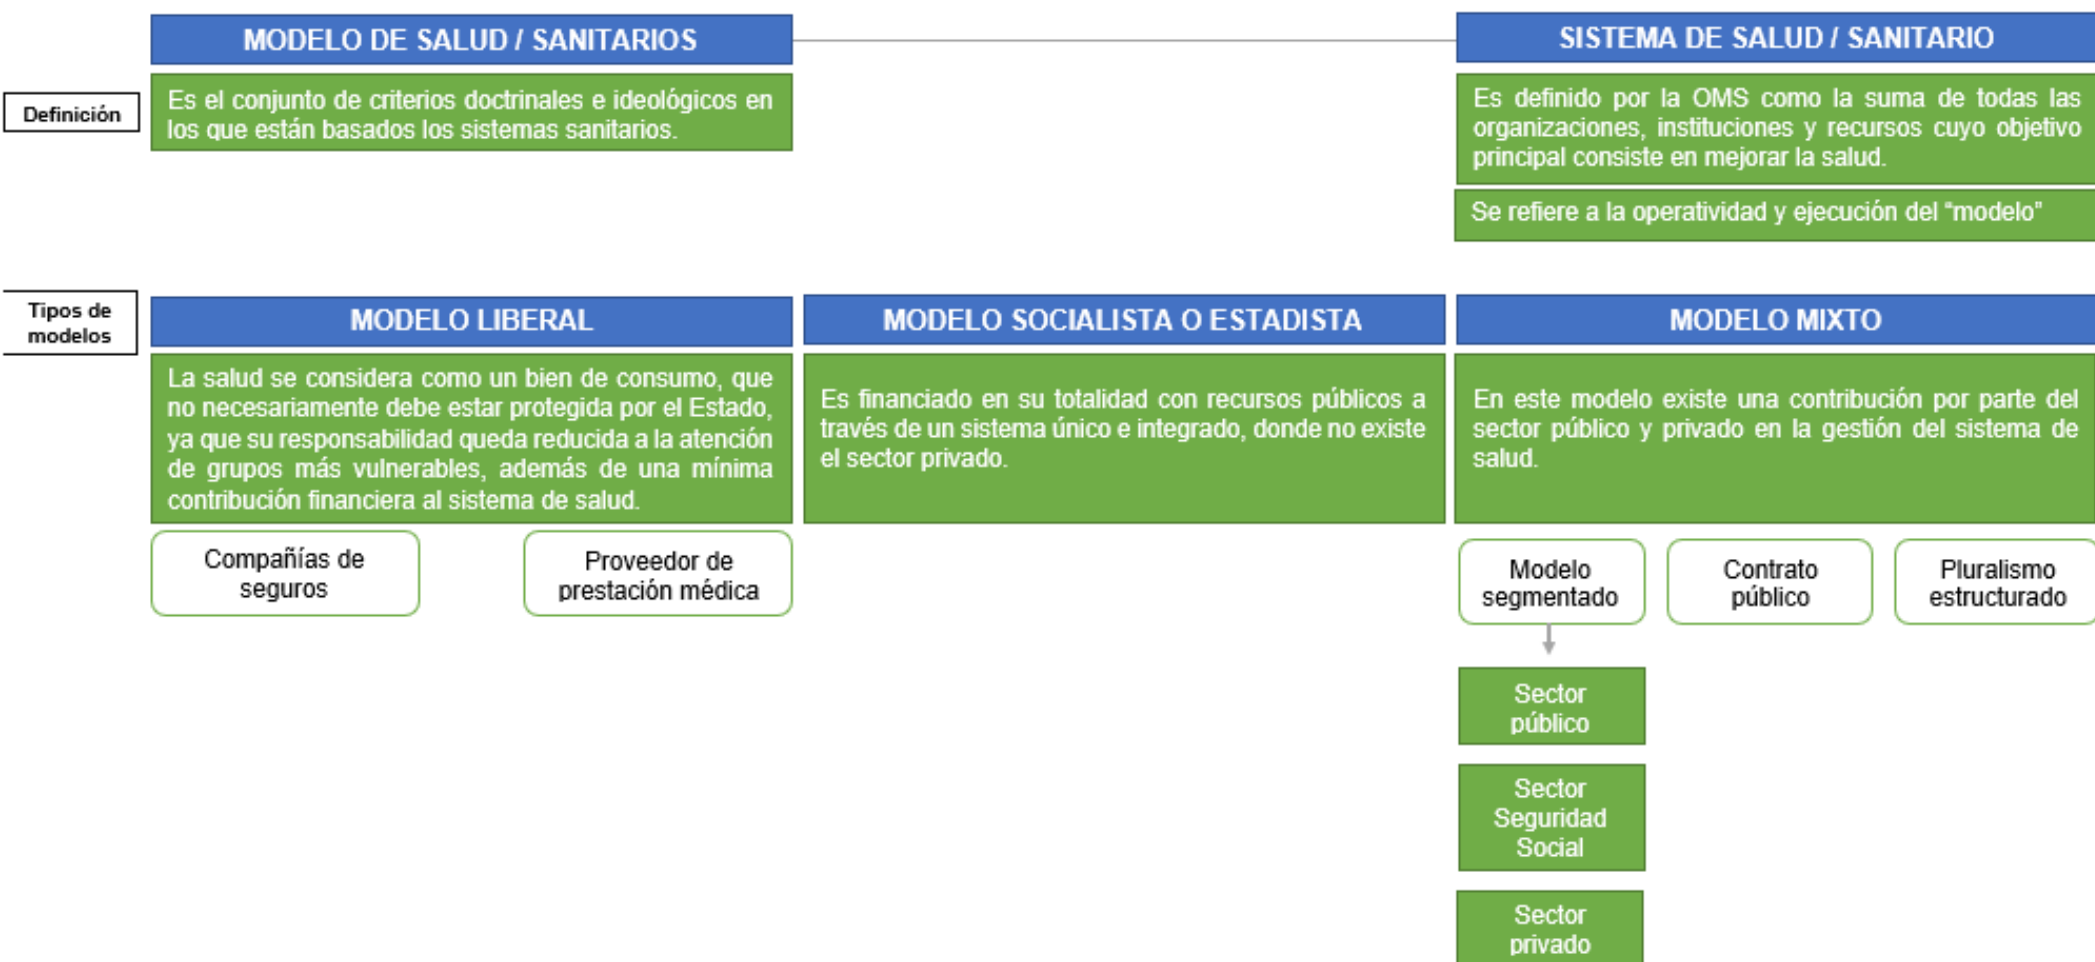 MODELO DE SALUD / SANITARIOS
SISTEMA DE SALUD / SANITARIO
Definición
Es el conjunto de criterios doctrinales e ideológicos en
los que están basados los sistemas sanitarios.
Es definido por la OMS como la suma de todas las
organizaciones, instituciones y recursos cuyo objetivo
principal consiste en mejorar la salud.
Se refiere a la operatividad y ejecución del “modelo”
Tipos de
modelos
MODELO LIBERAL
MODELO SOCIALISTA O ESTADISTA
MODELO MIXTO
La salud se considera como un bien de consumo, que
no necesariamente debe estar protegida por el Estado,
ya que su responsabilidad queda reducida a la atención
de grupos más vulnerables, además de una mínima
contribución financiera al sistema de salud.
Es financiado en su totalidad con recursos públicos a
través de un sistema único e integrado, donde no existe
el sector privado.
En este modelo existe una contribución por parte del
sector público y privado en la gestión del sistema de
salud.
Compañías de
seguros
Proveedor de
prestación médica
Modelo
segmentado
Contrato
público
Pluralismo
estructurado
Sector
público
Sector
Seguridad
Social
Sector
privado